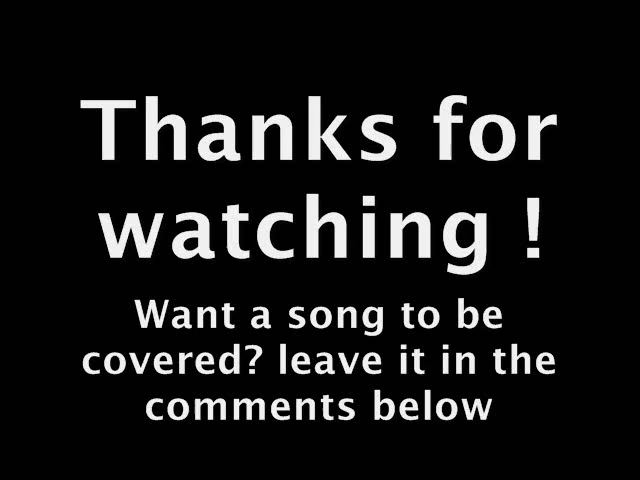 Thanks for
watching !
Want a song to be
covered? leave it in the
comments below